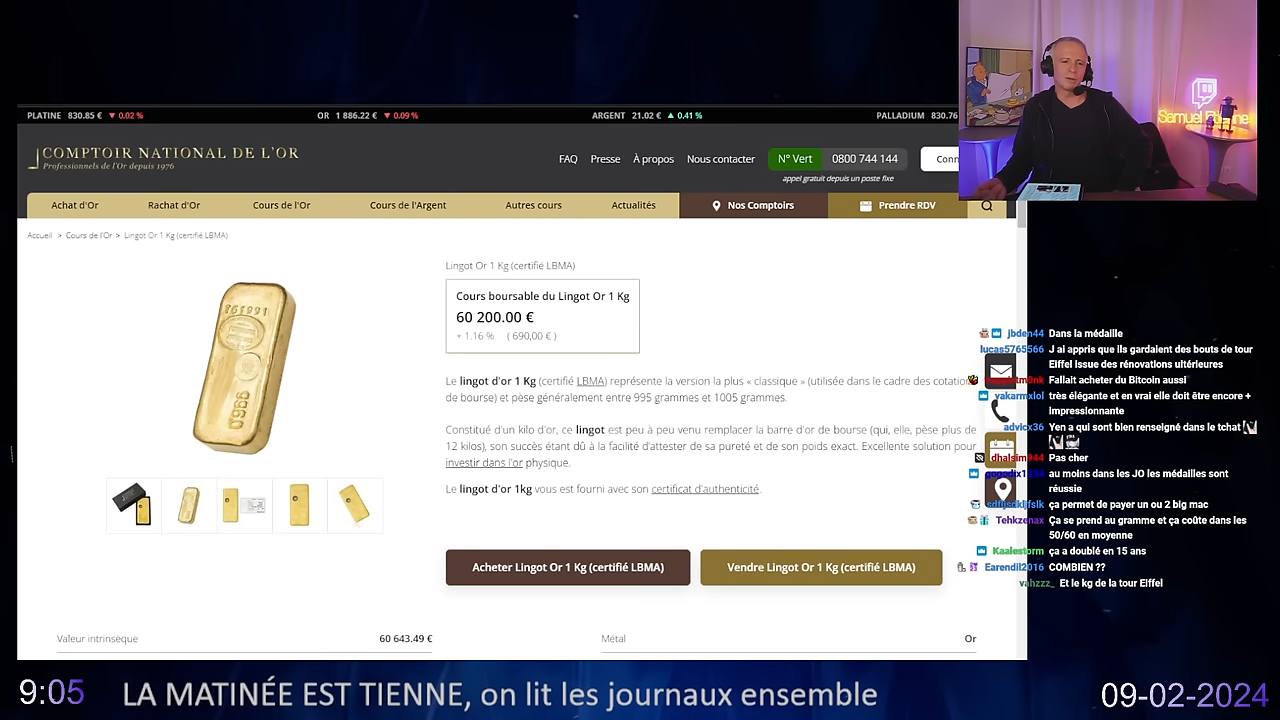 PLATINE 830.85 € ▼ 0.02 % OR 1 886.22 € ▼ 0.09 % ARGENT 21.02 € ▲ 0.41 % PALLADIUM 830.76
COMPTOIR NATIONAL DE L'OR
Professionnels de l'Or depuis 1976
FAQ Presse À propos Nous contacter N° Vert 0800 744 144 Conn
appel gratuit depuis un poste fixe
Achat d'Or Rachat d'Or Cours de l'Or Cours de l'Argent Autres cours Actualités Nos Comptoirs Prendre RDV
Accueil > Cours de l'Or > Lingot Or 1 Kg (certifié LBMA)
Lingot Or 1 Kg (certifié LBMA)
Cours boursable du Lingot Or 1 Kg
60 200.00 €
+ 1.16 % ( 690,00 € )
Le lingot d'or 1 Kg (certifié LBMA) représente la version la plus « classique » (utilisée dans le cadre des cotation
de bourse) et pèse généralement entre 995 grammes et 1005 grammes.
Constitué d'un kilo d'or, ce lingot est peu à peu venu remplacer la barre d'or de bourse (qui, elle, pèse plus de
12 kilos), son succès étant dû à la facilité d'attester de sa pureté et de son poids exact. Excellente solution pour
investir dans l'or physique.
Le lingot d'or 1kg vous est fourni avec son certificat d'authenticité.
Acheter Lingot Or 1 Kg (certifié LBMA) Vendre Lingot Or 1 Kg (certifié LBMA)
Valeur intrinsèque 60 643.49 € Métal Or
jbden44 Dans la médaille
lucas5765566 J ai appris que ils gardaient des bouts de tour
Eiffel issue des rénovations ultérieures
Fallait acheter du Bitcoin aussi
vakarmxlol très élégante et en vrai elle doit être encore +
impressionnante
advicx36 Yen a qui sont bien renseigné dans le tchat
dhalsim944 Pas cher
au moins dans les JO les médailles sont
réussie
ça permet de payer un ou 2 big mac
Tehkzenax Ça se prend au gramme et ça coûte dans les
50/60 en moyenne
Kaalestorm ça a doublé en 15 ans
Earendil2016 COMBIEN ??
vahzzz_ Et le kg de la tour Eiffel
9:05 LA MATINÉE EST TIENNE, on lit les journaux ensemble 09-02-2024